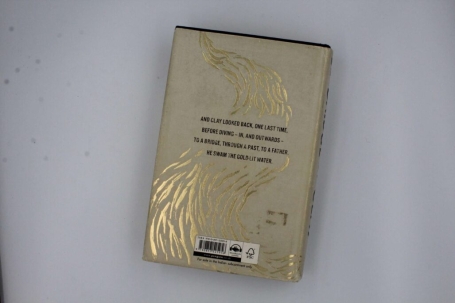 AND CLAY LOOKED BACK, ONE LAST TIME,
BEFORE DIVING – IN, AND OUTWARDS –
TO A BRIDGE, THROUGH A PAST, TO A FATHER.
HE SWAM THE GOLD-LIT WATER.